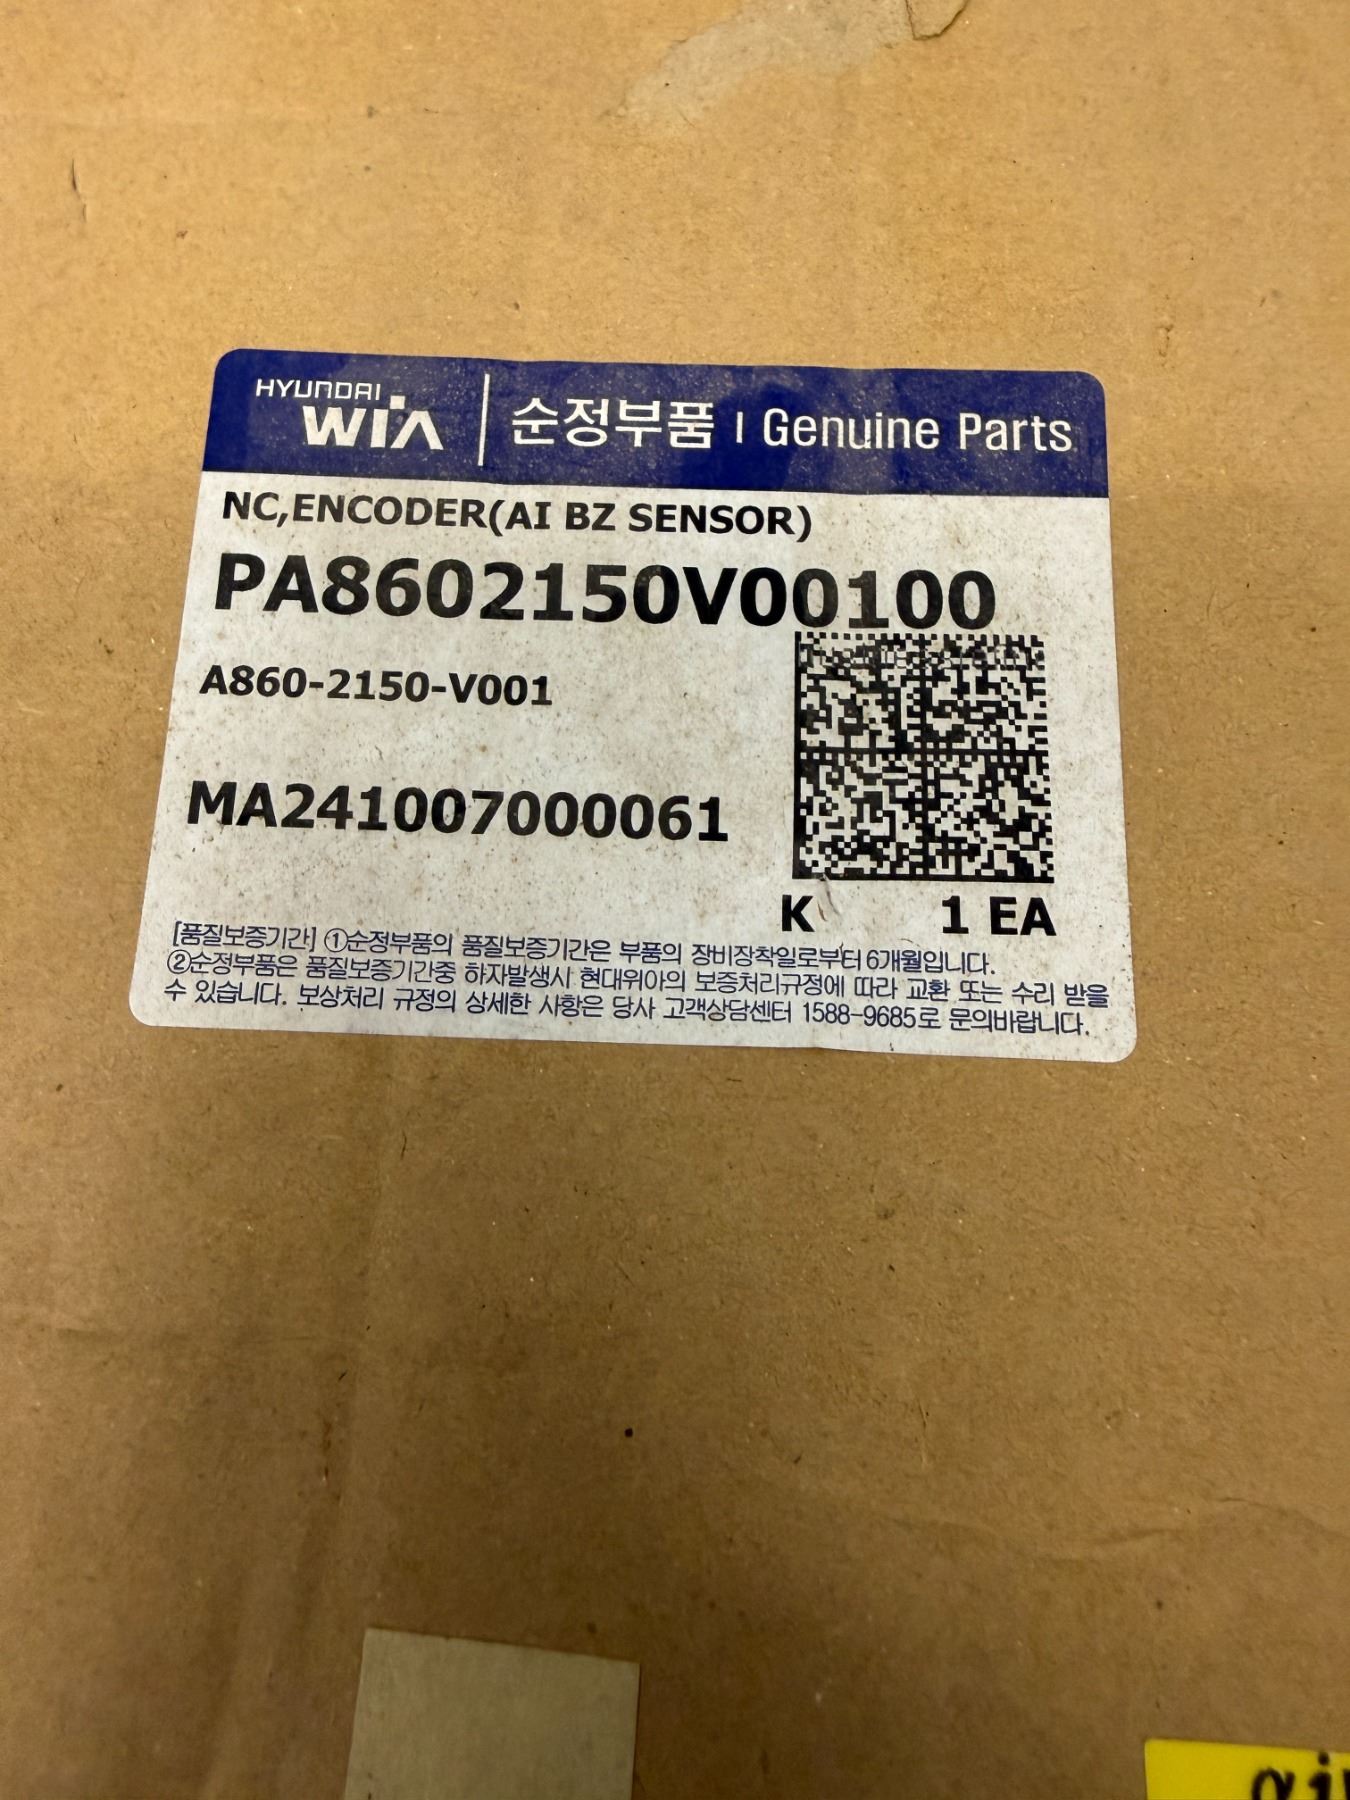 HYUNDAI
WIA 순정부품 | Genuine Parts
NC,ENCODER(AI BZ SENSOR)
PA8602150V00100
A860-2150-V001
MA241007000061
K 1 EA
[품질보증기간] ①순정부품의 품질보증기간은 부품의 장비장착일로부터 6개월입니다.
②순정부품은 품질보증기간중 하자발생시 현대위아의 보증처리규정에 따라 교환 또는 수리 받을
수 있습니다. 보상처리 규정의 상세한 사항은 당사 고객상담센터 1588-9685로 문의바랍니다.